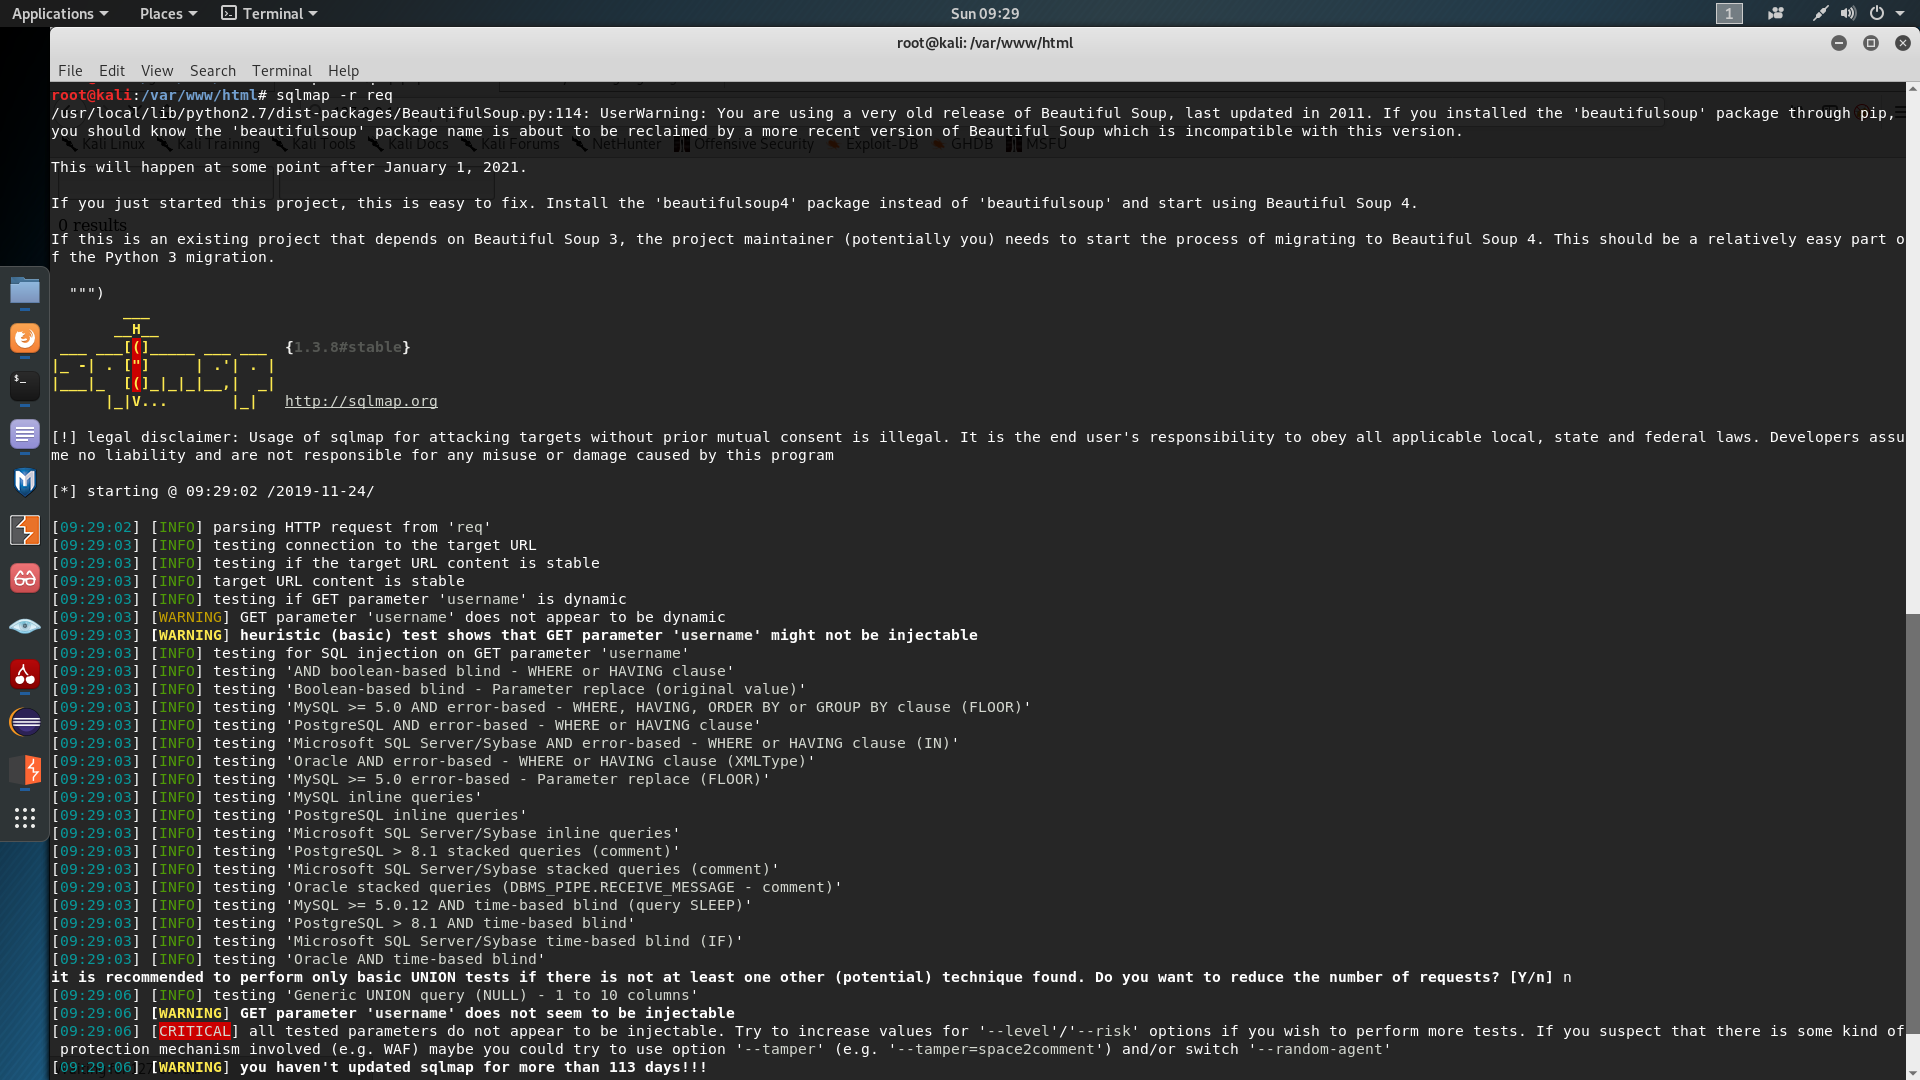 Applications Places Terminal Sun 09:29 1
root@kali: /var/www/html
File Edit View Search Terminal Help
root@kali:/var/www/html# sqlmap -r req
/usr/local/lib/python2.7/dist-packages/BeautifulSoup.py:114: UserWarning: You are using a very old release of Beautiful Soup, last updated in 2011. If you installed the 'beautifulsoup' package through pip,
you should know the 'beautifulsoup' package name is about to be reclaimed by a more recent version of Beautiful Soup which is incompatible with this version.
Kali Linux Kali Training Kali Tools Kali Docs Kali Forums NetHunter Offensive Security Exploit-DB GHDB MSFU
This will happen at some point after January 1, 2021.
If you just started this project, this is easy to fix. Install the 'beautifulsoup4' package instead of 'beautifulsoup' and start using Beautiful Soup 4.
0 results
If this is an existing project that depends on Beautiful Soup 3, the project maintainer (potentially you) needs to start the process of migrating to Beautiful Soup 4. This should be a relatively easy part o
f the Python 3 migration.
""")
        ___
       __H__
 ___ ___[(]_____ ___ ___  {1.3.8#stable}
|_ -| . ["]     | .'| . |
|___|_  [(]_|_|_|__,|  _|
      |_|V...       |_|   http://sqlmap.org
[!] legal disclaimer: Usage of sqlmap for attacking targets without prior mutual consent is illegal. It is the end user's responsibility to obey all applicable local, state and federal laws. Developers assu
me no liability and are not responsible for any misuse or damage caused by this program
[*] starting @ 09:29:02 /2019-11-24/
[09:29:02] [INFO] parsing HTTP request from 'req'
[09:29:03] [INFO] testing connection to the target URL
[09:29:03] [INFO] testing if the target URL content is stable
[09:29:03] [INFO] target URL content is stable
[09:29:03] [INFO] testing if GET parameter 'username' is dynamic
[09:29:03] [WARNING] GET parameter 'username' does not appear to be dynamic
[09:29:03] [WARNING] heuristic (basic) test shows that GET parameter 'username' might not be injectable
[09:29:03] [INFO] testing for SQL injection on GET parameter 'username'
[09:29:03] [INFO] testing 'AND boolean-based blind - WHERE or HAVING clause'
[09:29:03] [INFO] testing 'Boolean-based blind - Parameter replace (original value)'
[09:29:03] [INFO] testing 'MySQL >= 5.0 AND error-based - WHERE, HAVING, ORDER BY or GROUP BY clause (FLOOR)'
[09:29:03] [INFO] testing 'PostgreSQL AND error-based - WHERE or HAVING clause'
[09:29:03] [INFO] testing 'Microsoft SQL Server/Sybase AND error-based - WHERE or HAVING clause (IN)'
[09:29:03] [INFO] testing 'Oracle AND error-based - WHERE or HAVING clause (XMLType)'
[09:29:03] [INFO] testing 'MySQL >= 5.0 error-based - Parameter replace (FLOOR)'
[09:29:03] [INFO] testing 'MySQL inline queries'
[09:29:03] [INFO] testing 'PostgreSQL inline queries'
[09:29:03] [INFO] testing 'Microsoft SQL Server/Sybase inline queries'
[09:29:03] [INFO] testing 'PostgreSQL > 8.1 stacked queries (comment)'
[09:29:03] [INFO] testing 'Microsoft SQL Server/Sybase stacked queries (comment)'
[09:29:03] [INFO] testing 'Oracle stacked queries (DBMS_PIPE.RECEIVE_MESSAGE - comment)'
[09:29:03] [INFO] testing 'MySQL >= 5.0.12 AND time-based blind (query SLEEP)'
[09:29:03] [INFO] testing 'PostgreSQL > 8.1 AND time-based blind'
[09:29:03] [INFO] testing 'Microsoft SQL Server/Sybase time-based blind (IF)'
[09:29:03] [INFO] testing 'Oracle AND time-based blind'
it is recommended to perform only basic UNION tests if there is not at least one other (potential) technique found. Do you want to reduce the number of requests? [Y/n] n
[09:29:06] [INFO] testing 'Generic UNION query (NULL) - 1 to 10 columns'
[09:29:06] [WARNING] GET parameter 'username' does not seem to be injectable
[09:29:06] [CRITICAL] all tested parameters do not appear to be injectable. Try to increase values for '--level'/'--risk' options if you wish to perform more tests. If you suspect that there is some kind of
protection mechanism involved (e.g. WAF) maybe you could try to use option '--tamper' (e.g. '--tamper=space2comment') and/or switch '--random-agent'
[09:29:06] [WARNING] you haven't updated sqlmap for more than 113 days!!!